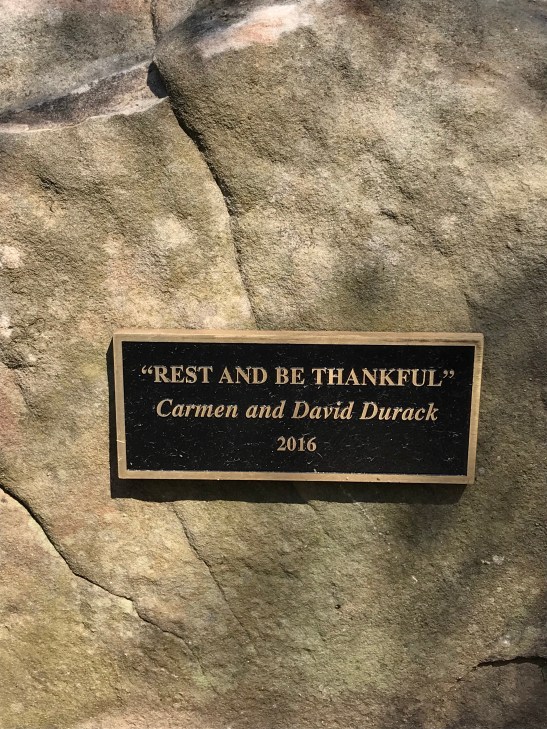 “REST AND BE THANKFUL”
Carmen and David Durack
2016